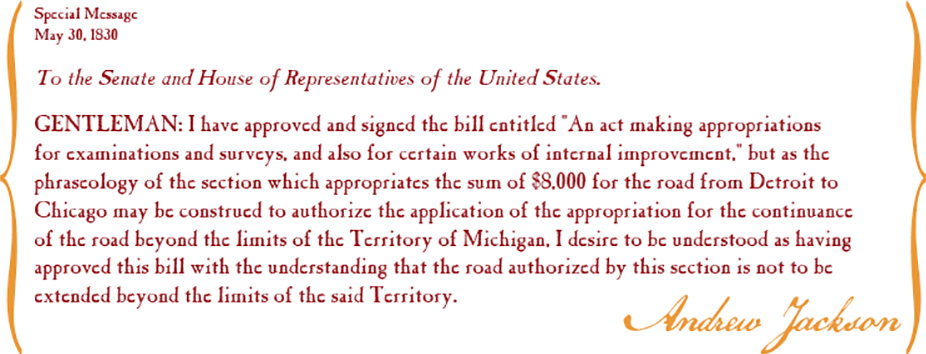 Special Message
May 30, 1830
To the Senate and House of Representatives of the United States.
GENTLEMAN: I have approved and signed the bill entitled "An act making appropriations
for examinations and surveys, and also for certain works of internal improvement," but as the
phraseology of the section which appropriates the sum of $8,000 for the road from Detroit to
Chicago may be construed to authorize the application of the appropriation for the continuance
of the road beyond the limits of the Territory of Michigan, I desire to be understood as having
approved this bill with the understanding that the road authorized by this section is not to be
extended beyond the limits of the said Territory.
Andrew Jackson